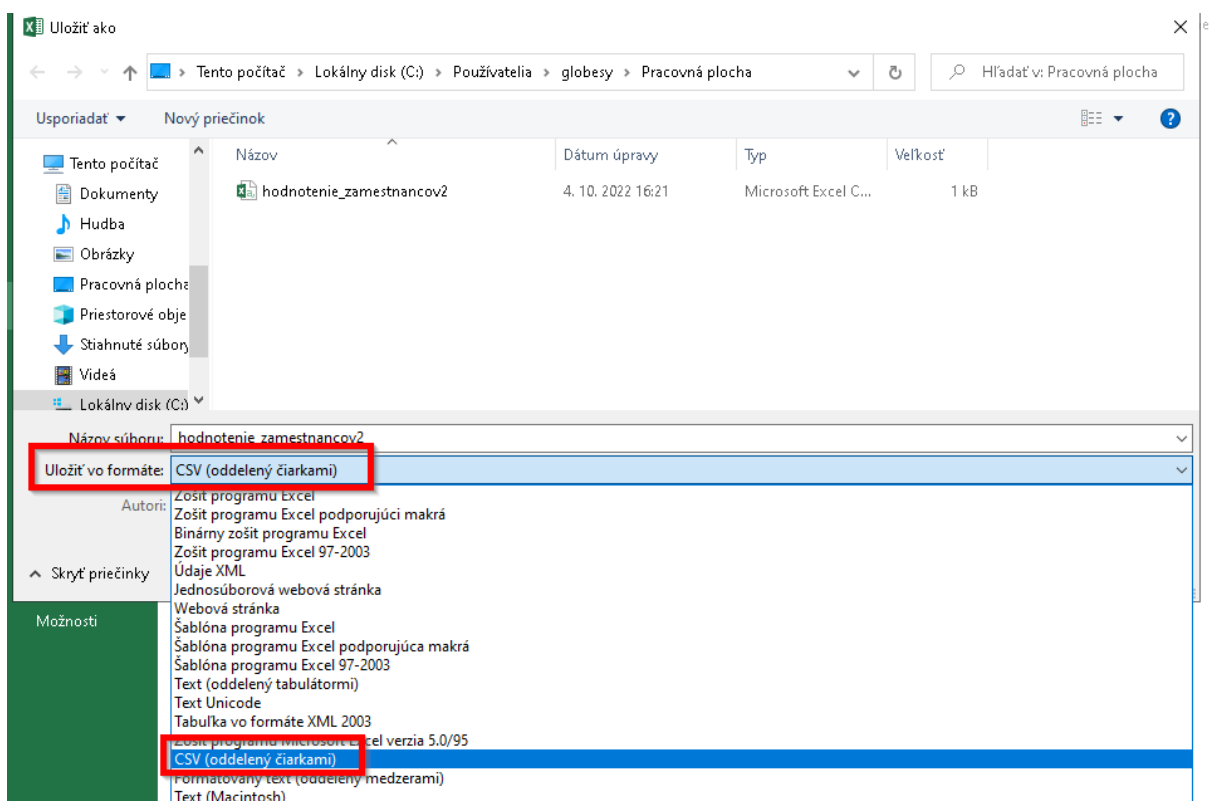 Uložiť ako
Tento počítač > Lokálny disk (C:) > Používatelia > globesy > Pracovná plocha
Hľadať v: Pracovná plocha
Usporiadať
Nový priečinok
Názov
Dátum úpravy
Typ
Veľkosť
Tento počítač
Dokumenty
Hudba
Obrázky
Pracovná plocha
Priestorové obje
Stiahnuté súbory
Videá
Lokálny disk (C:)
hodnotenie_zamestnancov2
4. 10. 2022 16:21
Microsoft Excel C...
1 kB
Názov súboru: hodnotenie_zamestnancov2
Uložiť vo formáte: CSV (oddelený čiarkami)
Autori:
Zošit programu Excel
Zošit programu Excel podporujúci makrá
Binárny zošit programu Excel
Zošit programu Excel 97-2003
Údaje XML
Jednosúborová webová stránka
Webová stránka
Šablóna programu Excel
Šablóna programu Excel podporujúca makrá
Šablóna programu Excel 97-2003
Text (oddelený tabulátormi)
Text Unicode
Tabuľka vo formáte XML 2003
Zošit programu Microsoft Excel verzia 5.0/95
CSV (oddelený čiarkami)
Formátovaný text (oddelený medzerami)
Text (Macintosh)
Skryť priečinky
Možnosti